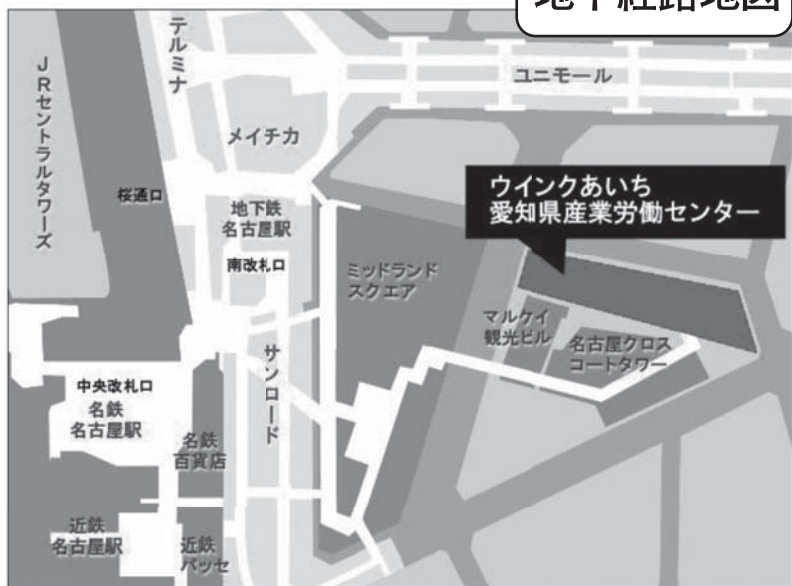 地下経路地図
テルミナ
JRセントラルタワーズ
ユニモール
メイチカ
桜通口
地下鉄
名古屋駅
南改札口
ウインクあいち
愛知県産業労働センター
ミッドランド
スクエア
マルケイ
観光ビル
名古屋クロス
コートタワー
サンロード
中央改札口
名鉄
名古屋駅
名鉄
百貨店
近鉄
名古屋駅
近鉄
パッセ